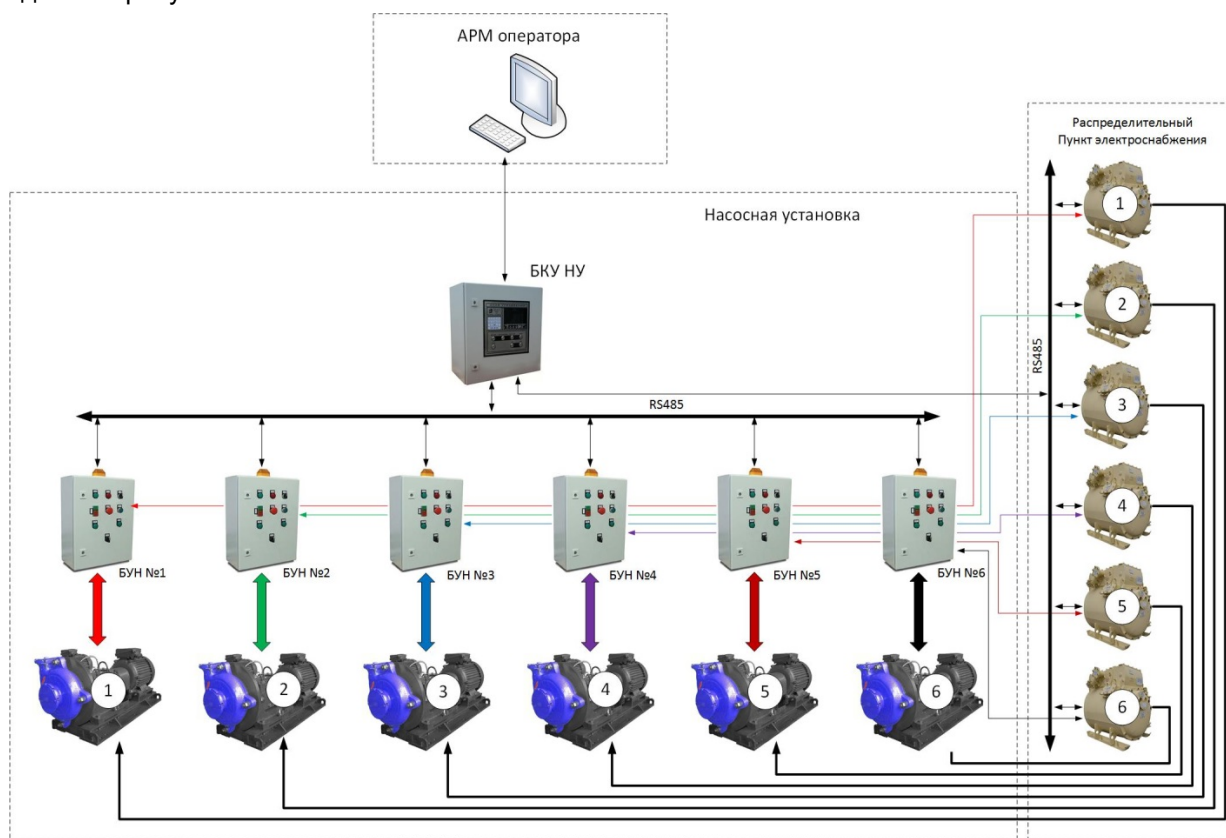 АРМ оператора
Распределительный
Пункт электроснабжения
1
Насосная установка
БКУ НУ
2
RS485
3
RS485
4
БУН №1
БУН №2
БУН №3
БУН №4
БУН №5
БУН №6
5
1
2
3
4
5
6
6